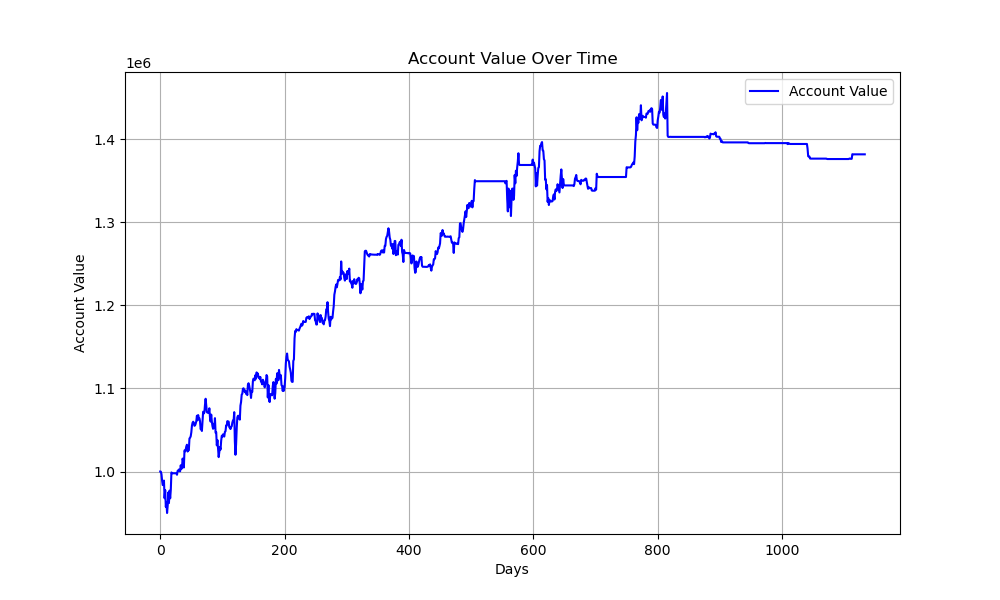 Account Value Over Time
1e6
Account Value
1.4
1.3
1.2
1.1
1.0
Account Value
0 200 400 600 800 1000
Days